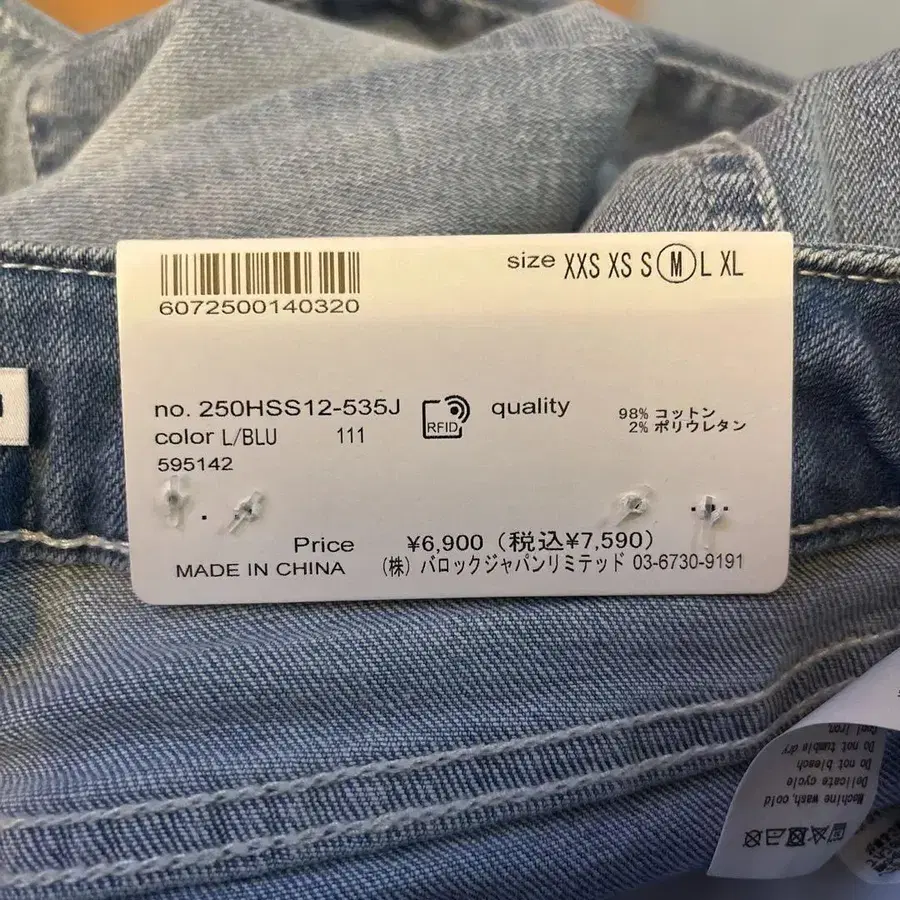 size XXS XS S M L XL
6072500140320
no. 250HSS12-535J
RFID
quality
98% コットン
2% ポリウレタン
color L/BLU 111
595142
Price ¥6,900 (税込¥7,590)
MADE IN CHINA (株) バロックジャパンリミテッド 03-6730-9191
Machine wash, cold
Delicate cycle
Do not bleach
Do not tumble dry
Cool iron